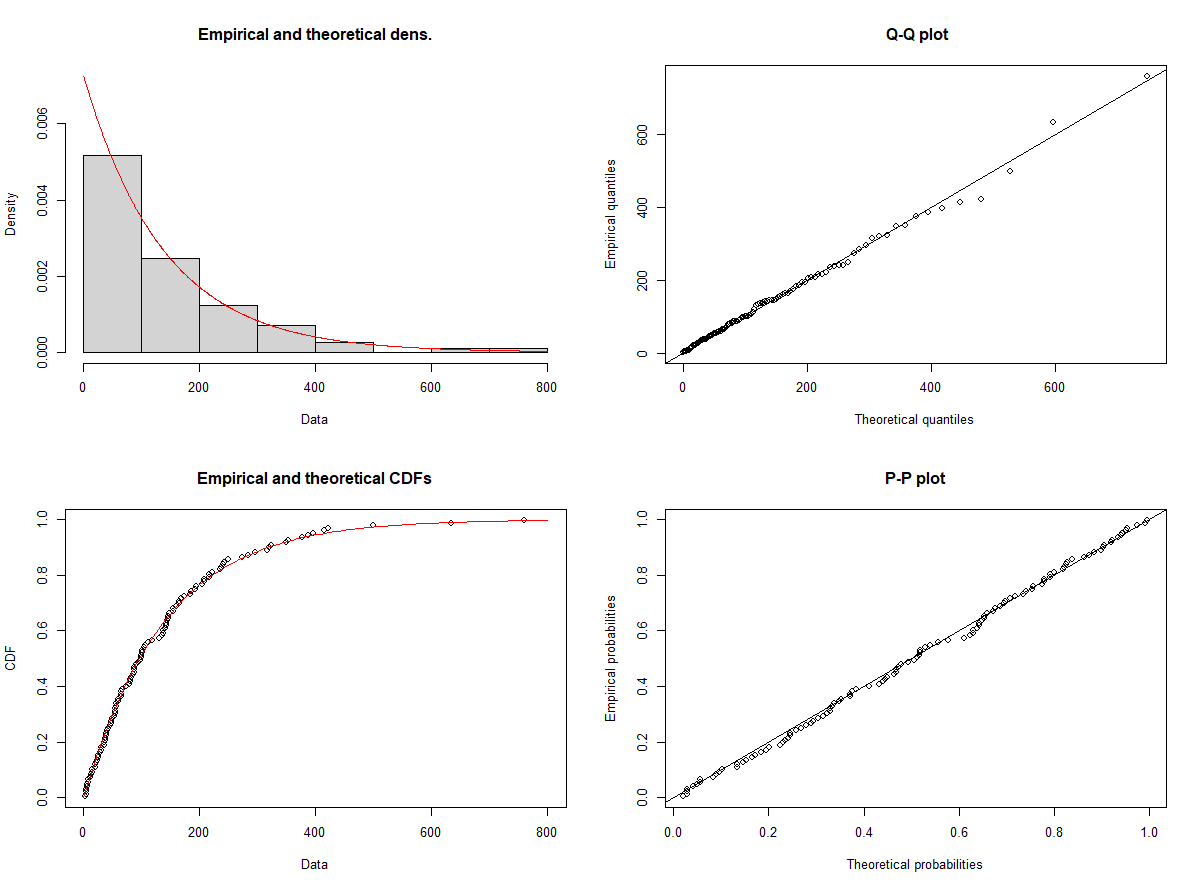 Empirical and theoretical dens.
Density
0.000 0.002 0.004 0.006
0 200 400 600 800
Data
Q-Q plot
Empirical quantiles
0 200 400 600
0 200 400 600
Theoretical quantiles
Empirical and theoretical CDFs
CDF
0.0 0.2 0.4 0.6 0.8 1.0
0 200 400 600 800
Data
P-P plot
Empirical probabilities
0.0 0.2 0.4 0.6 0.8 1.0
0.0 0.2 0.4 0.6 0.8 1.0
Theoretical probabilities